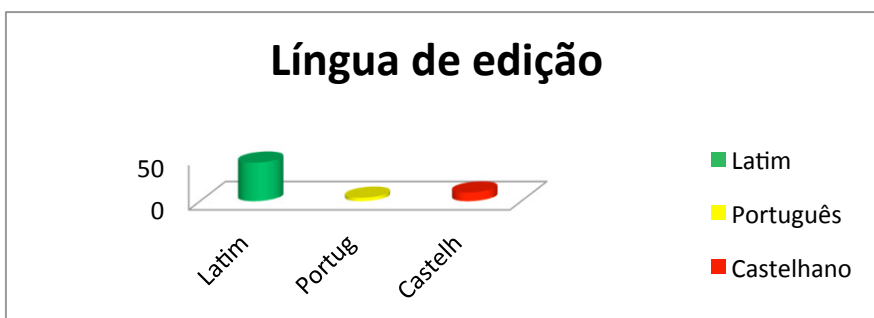 Língua de edição
50
0
Latim
Portug
Castelh
Latim
Português
Castelhano